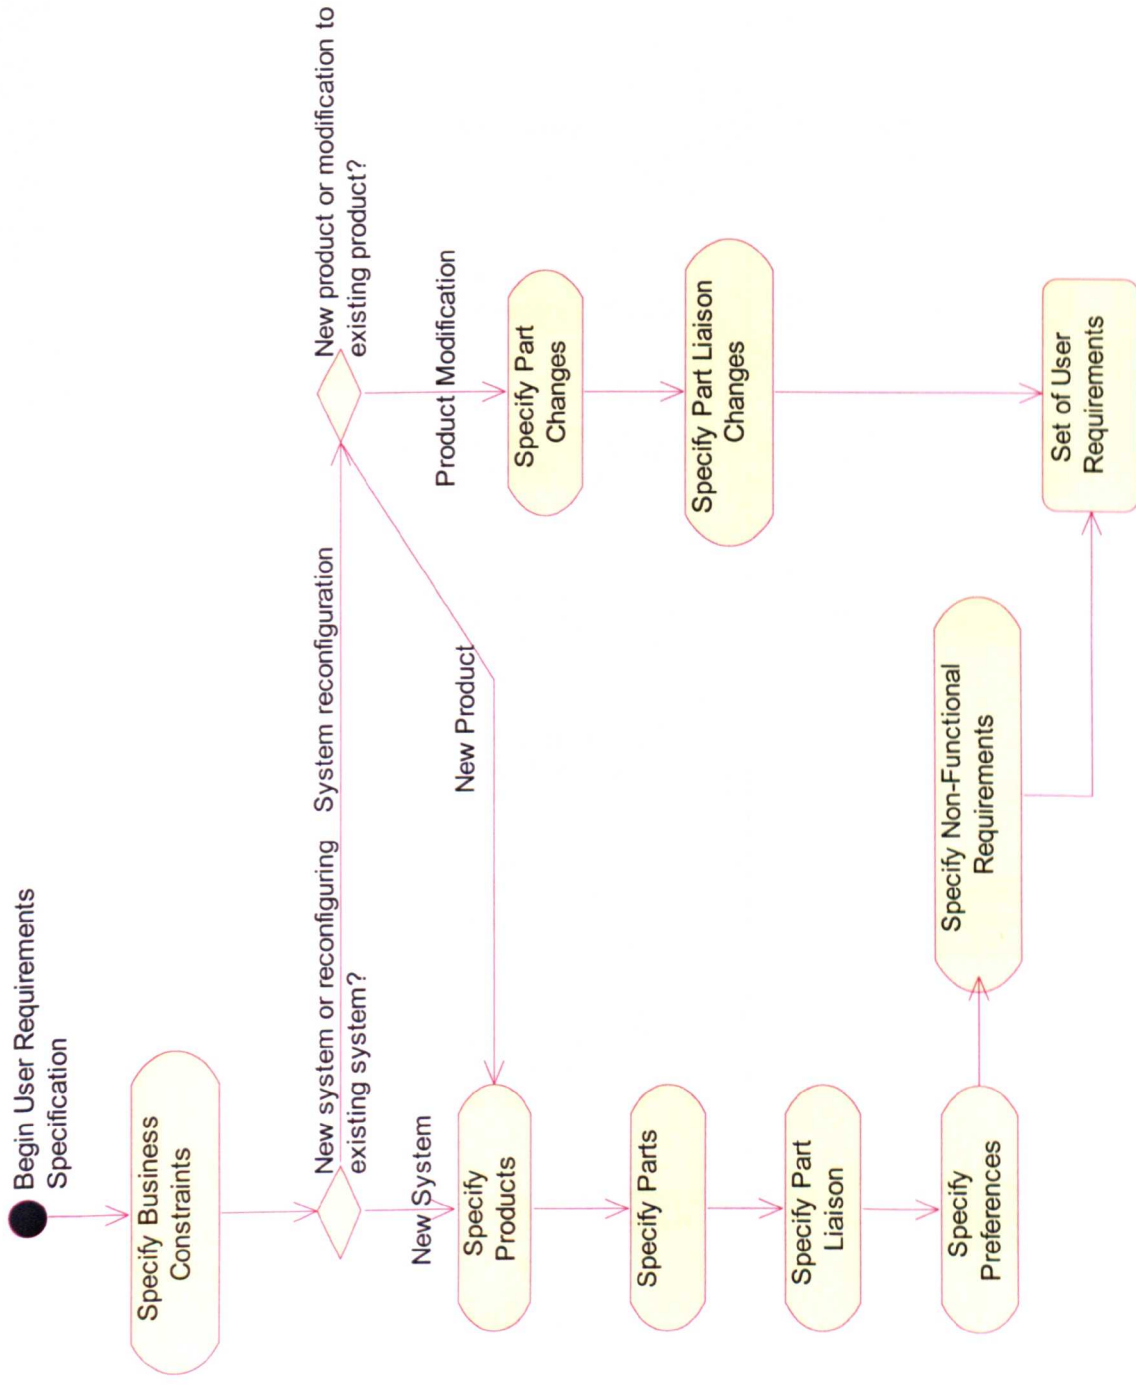 Begin User Requirements
Specification
Specify Business
Constraints
New system or reconfiguring
existing system?
System reconfiguration
New product or modification to
existing product?
New System
New Product
Product Modification
Specify
Products
Specify Part
Changes
Specify Parts
Specify Part Liaison
Changes
Specify Part
Liaison
Specify
Preferences
Specify Non-Functional
Requirements
Set of User
Requirements